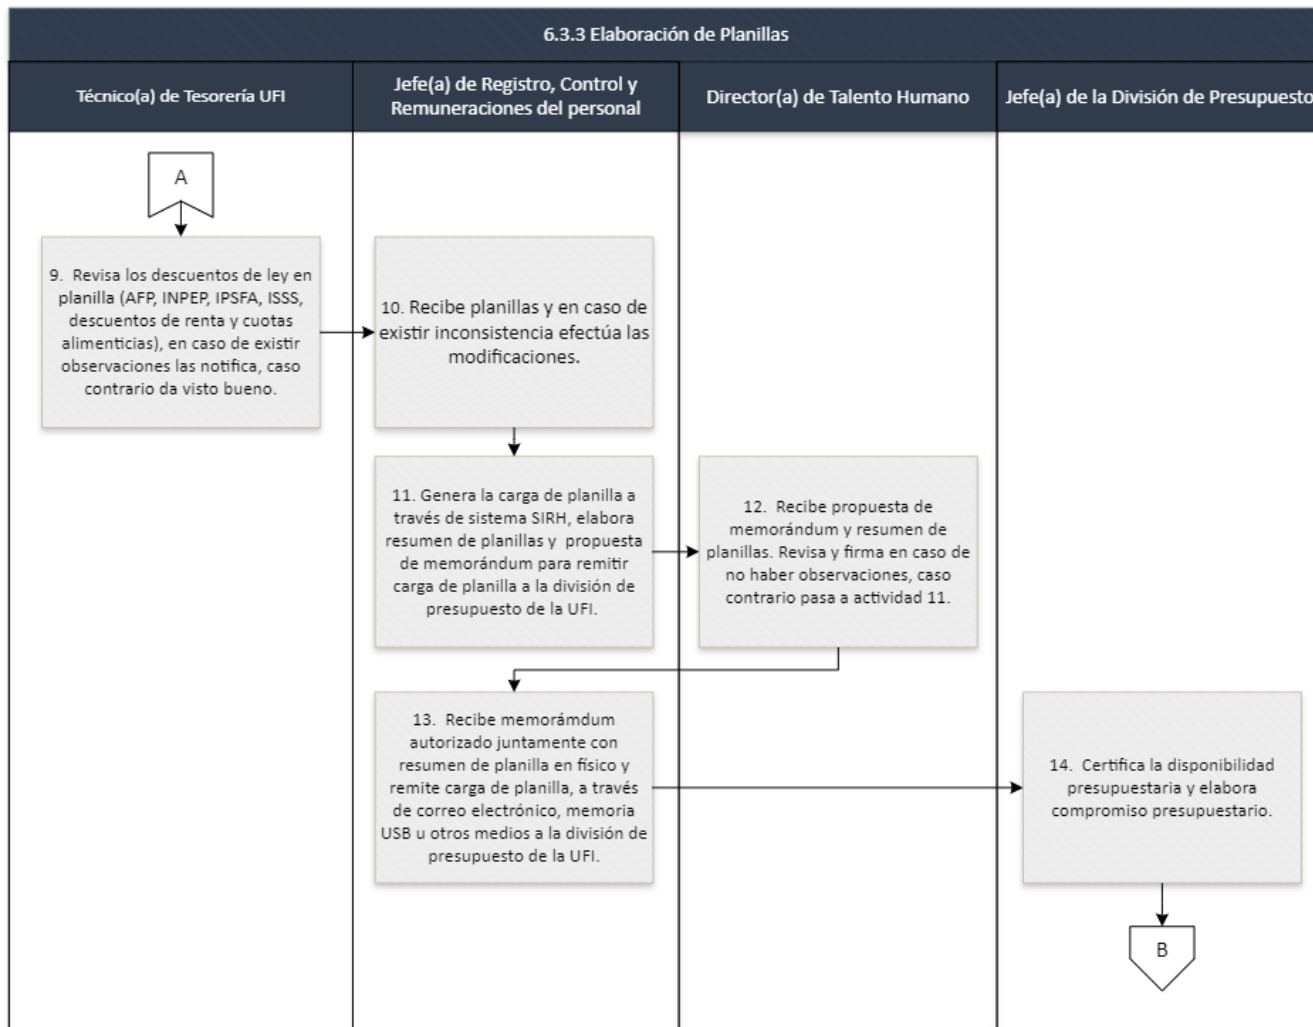 6.3.3 Elaboración de Planillas
Técnico(a) de Tesorería UFI
Jefe(a) de Registro, Control y
Remuneraciones del personal
Director(a) de Talento Humano
Jefe(a) de la División de Presupuesto
A
9. Revisa los descuentos de ley en
planilla (AFP, INPEP, IPSFA, ISSS,
descuentos de renta y cuotas
alimenticias), en caso de existir
observaciones las notifica, caso
contrario da visto bueno.
10. Recibe planillas y en caso de
existir inconsistencia efectúa las
modificaciones.
11. Genera la carga de planilla a
través de sistema SIRH, elabora
resumen de planillas y propuesta
de memorándum para remitir
carga de planilla a la división de
presupuesto de la UFI.
12. Recibe propuesta de
memorándum y resumen de
planillas. Revisa y firma en caso de
no haber observaciones, caso
contrario pasa a actividad 11.
13. Recibe memorámdum
autorizado juntamente con
resumen de planilla en físico y
remite carga de planilla, a través
de correo electrónico, memoria
USB u otros medios a la división de
presupuesto de la UFI.
14. Certifica la disponibilidad
presupuestaria y elabora
compromiso presupuestario.
B